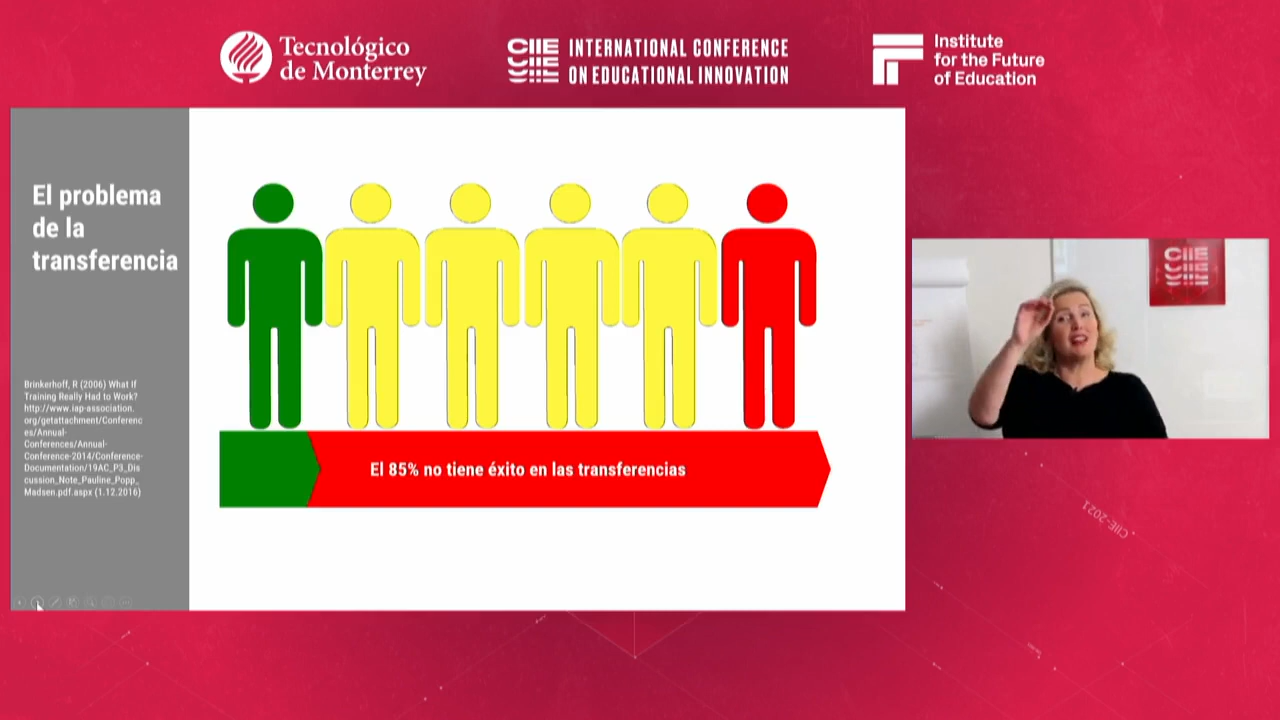 Tecnológico
de Monterrey
CIIE
INTERNATIONAL CONFERENCE
ON EDUCATIONAL INNOVATION
Institute
for the Future
of Education
El problema
de la
transferencia
Brinkerhoff, R (2006) What If
Training Really Had to Work?
http://www.iap-association.
org/getattachment/Conferenc
es/Annual-
Conferences/Annual-
Conference-2014/Conference-
Documentation/19AC_P3_Dis
cussion_Note_Pauline_Popp_
Madsen.pdf.aspx (1.12.2016)
El 85% no tiene éxito en las transferencias
CIIE
CIIE-2021